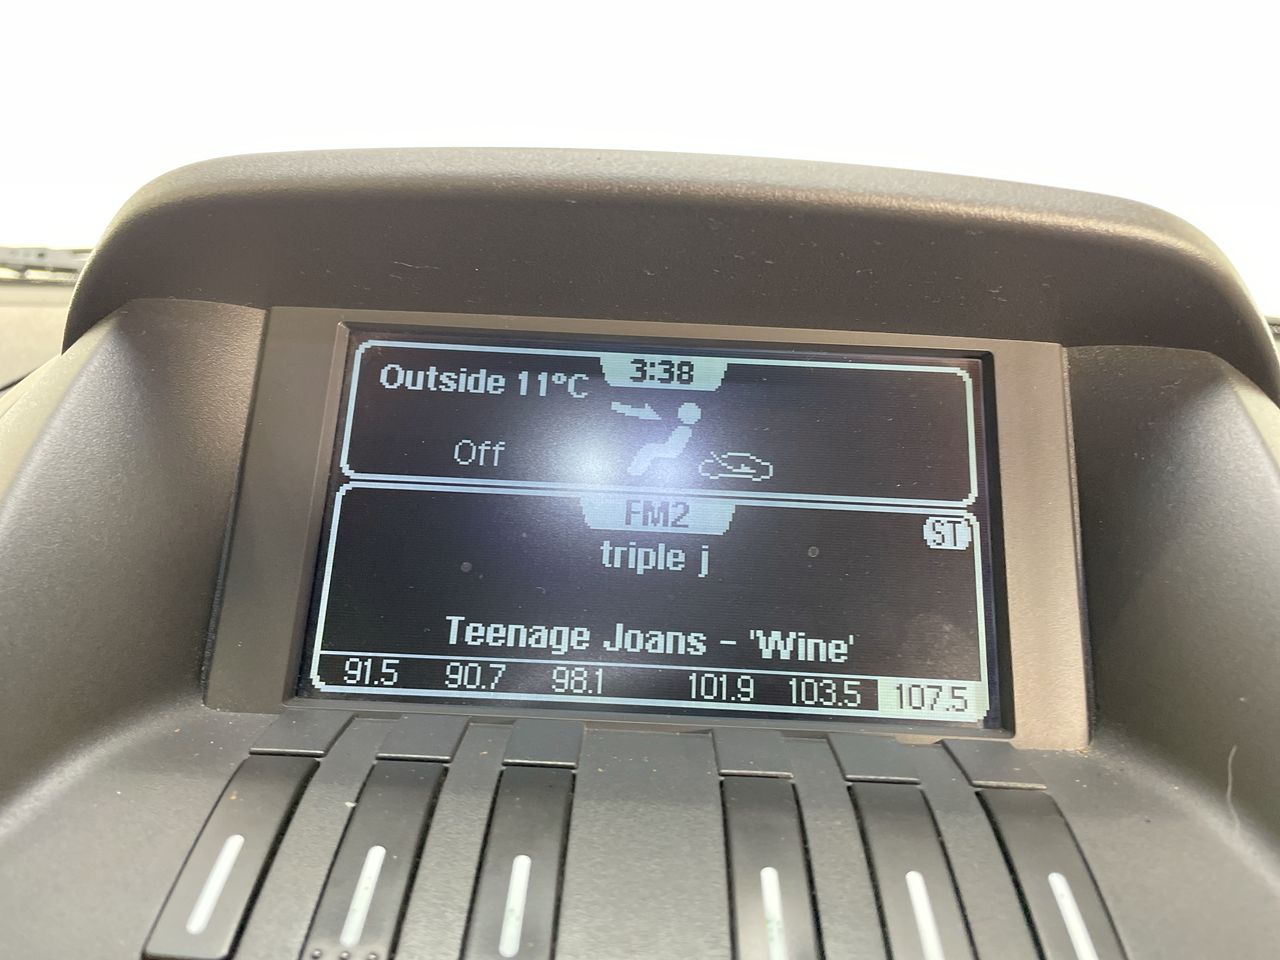 3:38
Outside 11°C
Off
FM2
ST
triple j
Teenage Joans - 'Wine'
91.5 90.7 98.1 101.9 103.5 107.5